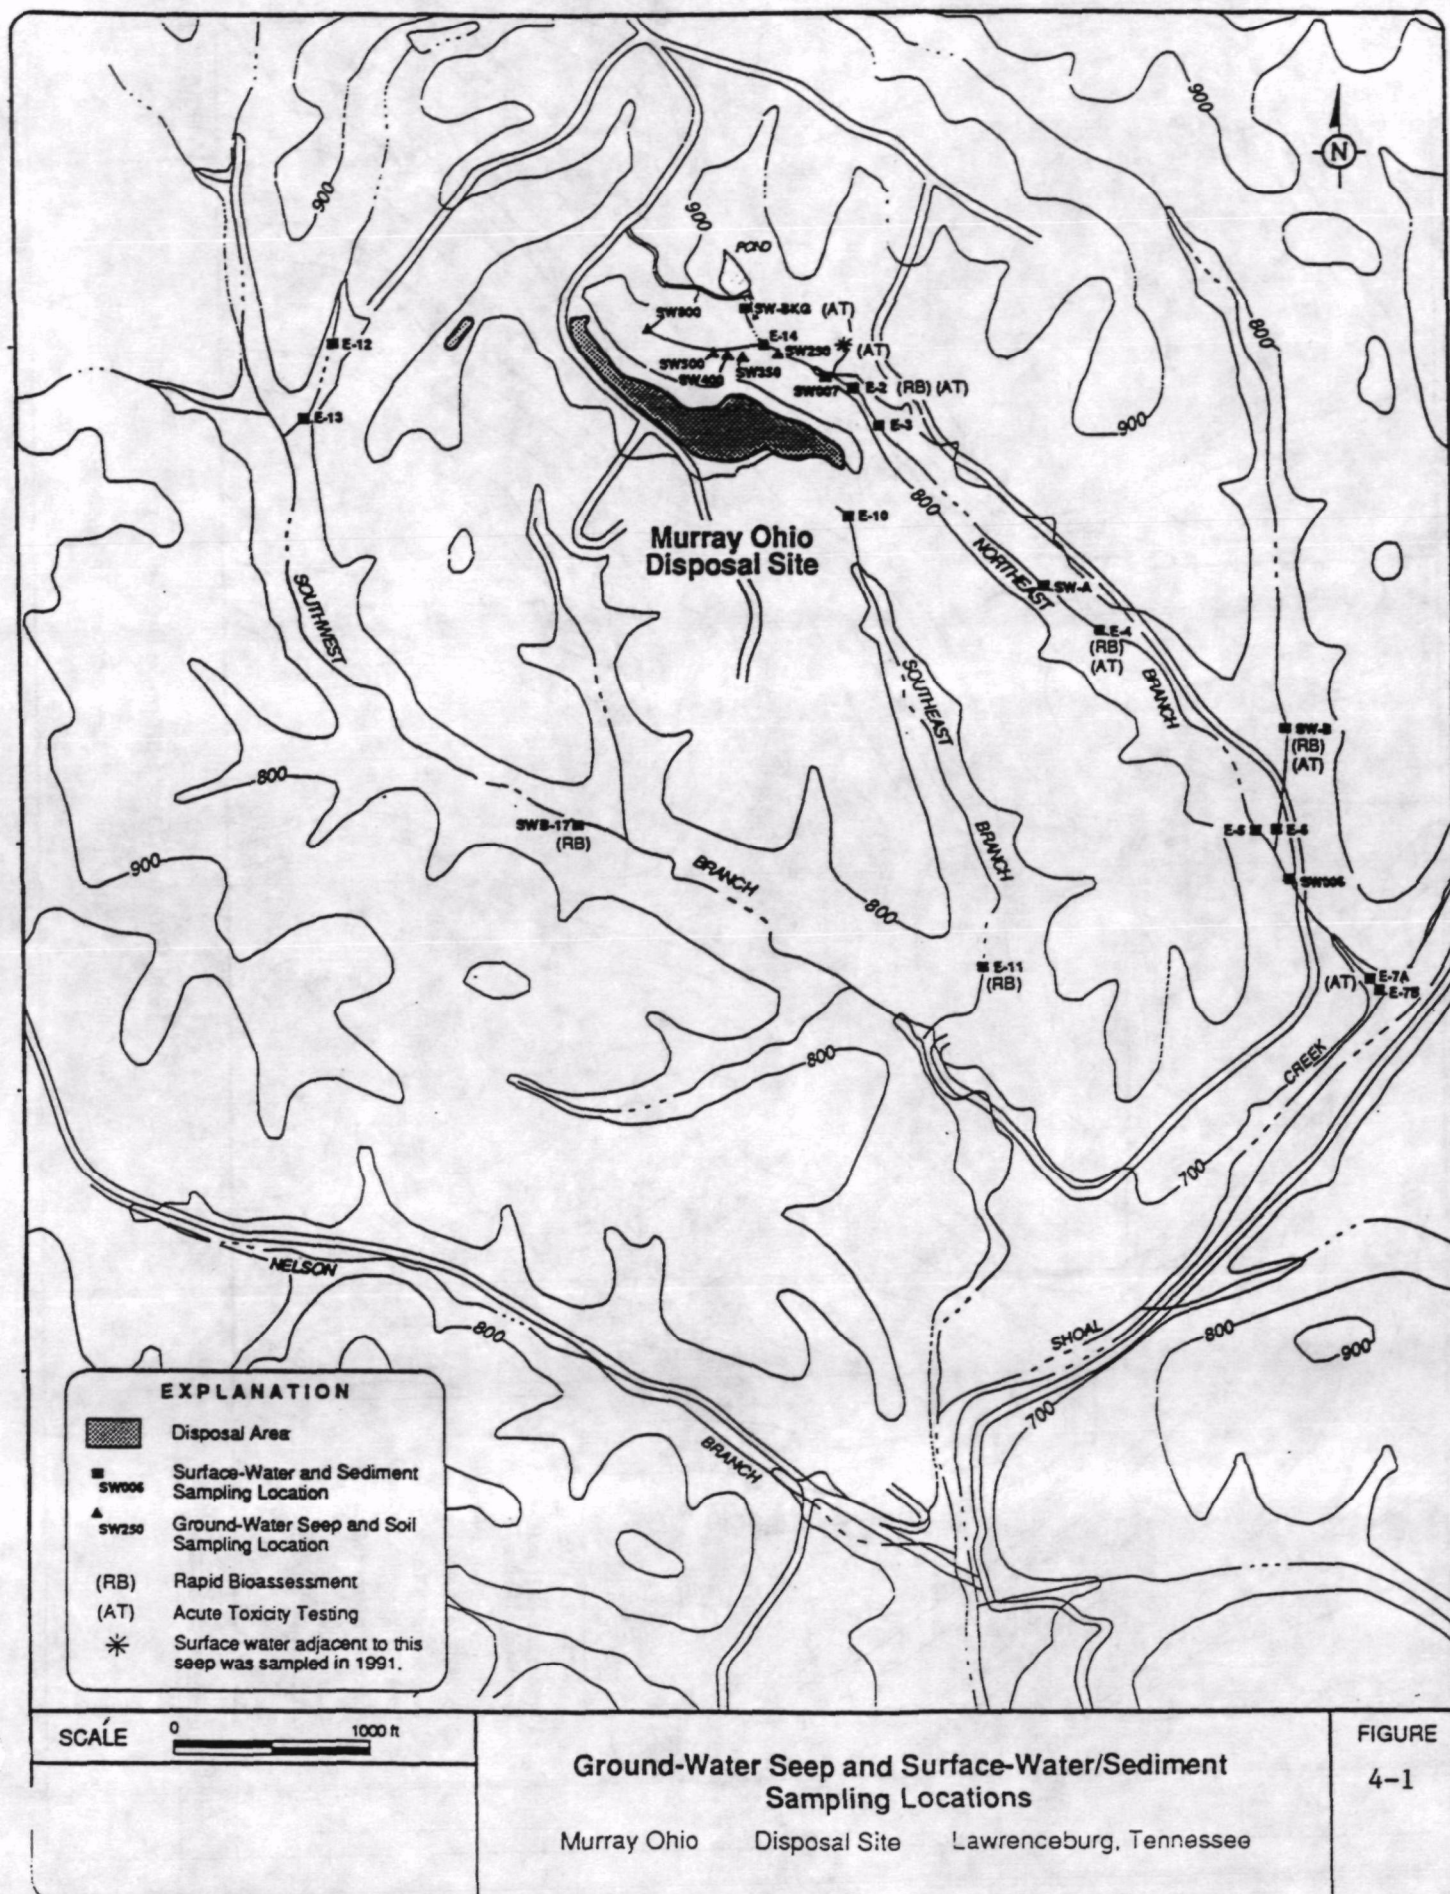 900
900
N
900
POND
SW600
SW-BKG (AT)
800
E-12
E-14
(AT)
SW250
SW500
SW400
SW350
SW007
E-2 (RB) (AT)
E-13
E-3
900
800
E-10
Murray Ohio
Disposal Site
NORTHEAST
SW-A
SOUTHWEST
E-4
(RB)
(AT)
SOUTHEAST
BRANCH
SW-B
(RB)
(AT)
800
SWB-17
(RB)
E-5
E-6
BRANCH
900
BRANCH
SW006
800
E-11
(RB)
(AT)
E-7A
E-7B
800
CREEK
700
NELSON
800
SHOAL
800
900
700
BRANCH
EXPLANATION
Disposal Area
SW006
Surface-Water and Sediment
Sampling Location
SW250
Ground-Water Seep and Soil
Sampling Location
(RB) Rapid Bioassessment
(AT) Acute Toxicity Testing
Surface water adjacent to this
seep was sampled in 1991.
SCALE 0 1000 ft
Ground-Water Seep and Surface-Water/Sediment
Sampling Locations
Murray Ohio Disposal Site Lawrenceburg, Tennessee
FIGURE
4-1